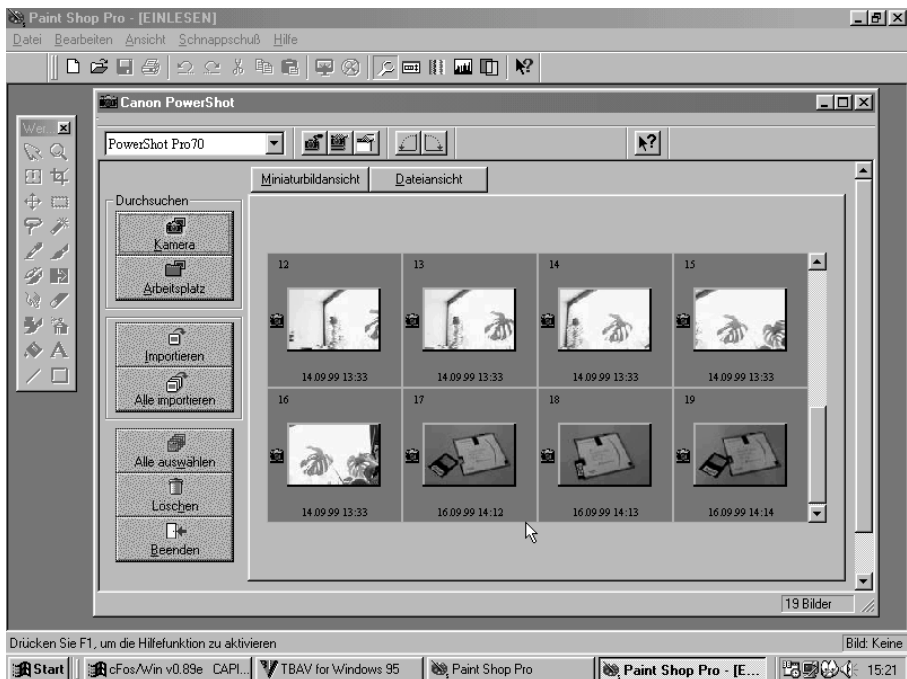 Paint Shop Pro - [EINLESEN]
Datei Bearbeiten Ansicht Schnappschuß Hilfe
Canon PowerShot
Wer...
PowerShot Pro70
Miniaturbildansicht Dateiansicht
Durchsuchen
Kamera
Arbeitsplatz
Importieren
Alle importieren
Alle auswählen
Löschen
Beenden
12 13 14 15
14.09.99 13:33 14.09.99 13:33 14.09.99 13:33 14.09.99 13:33
16 17 18 19
14.09.99 13:33 16.09.99 14:12 16.09.99 14:13 16.09.99 14:14
19 Bilder
Drücken Sie F1, um die Hilfefunktion zu aktivieren Bild: Keine
Start cFos/Win v0.89e CAPI... TBAV for Windows 95 Paint Shop Pro Paint Shop Pro - [E... 15:21